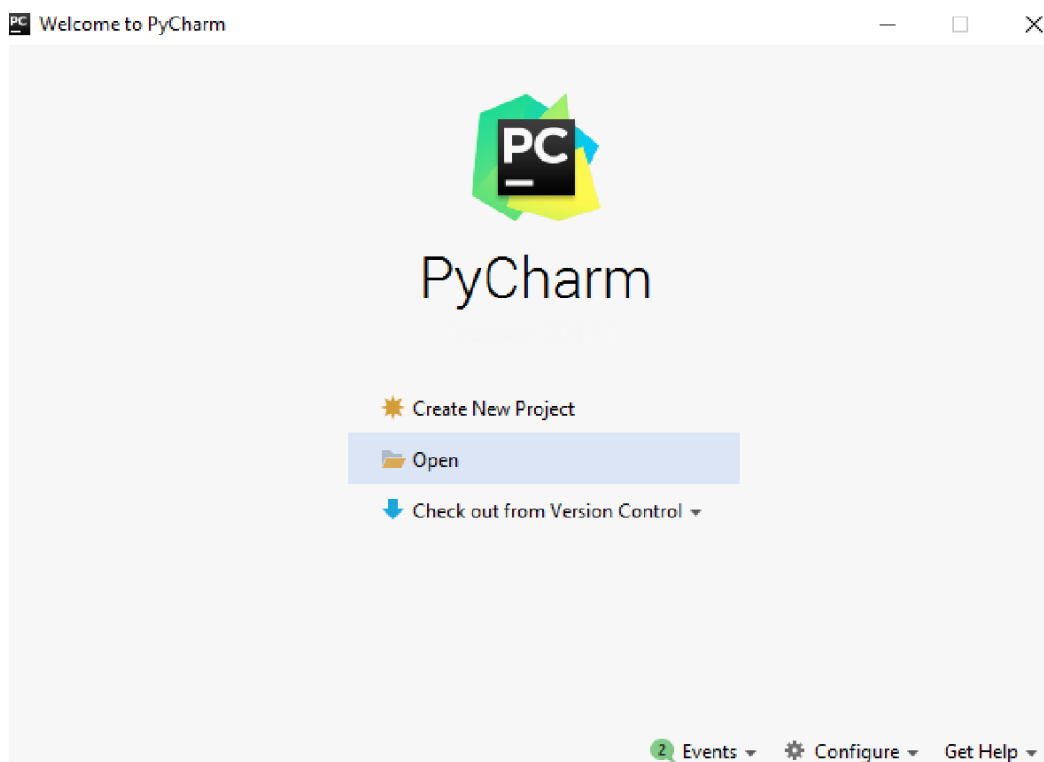 PC Welcome to PyCharm
PC
PyCharm
Create New Project
Open
Check out from Version Control
2 Events Configure Get Help